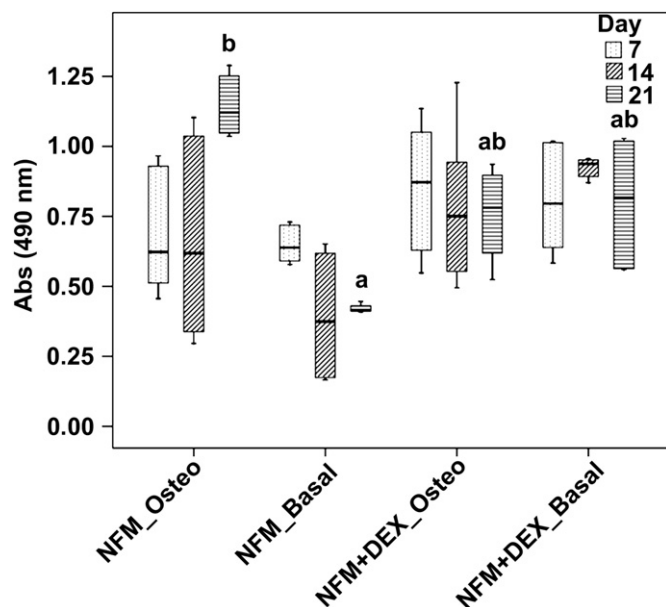 Day
7
14
21
b
a
ab
ab
Abs (490 nm)
1.25
1.00
0.75
0.50
0.25
0.00
NFM_Osteo
NFM_Basal
NFM+DEX_Osteo
NFM+DEX_Basal